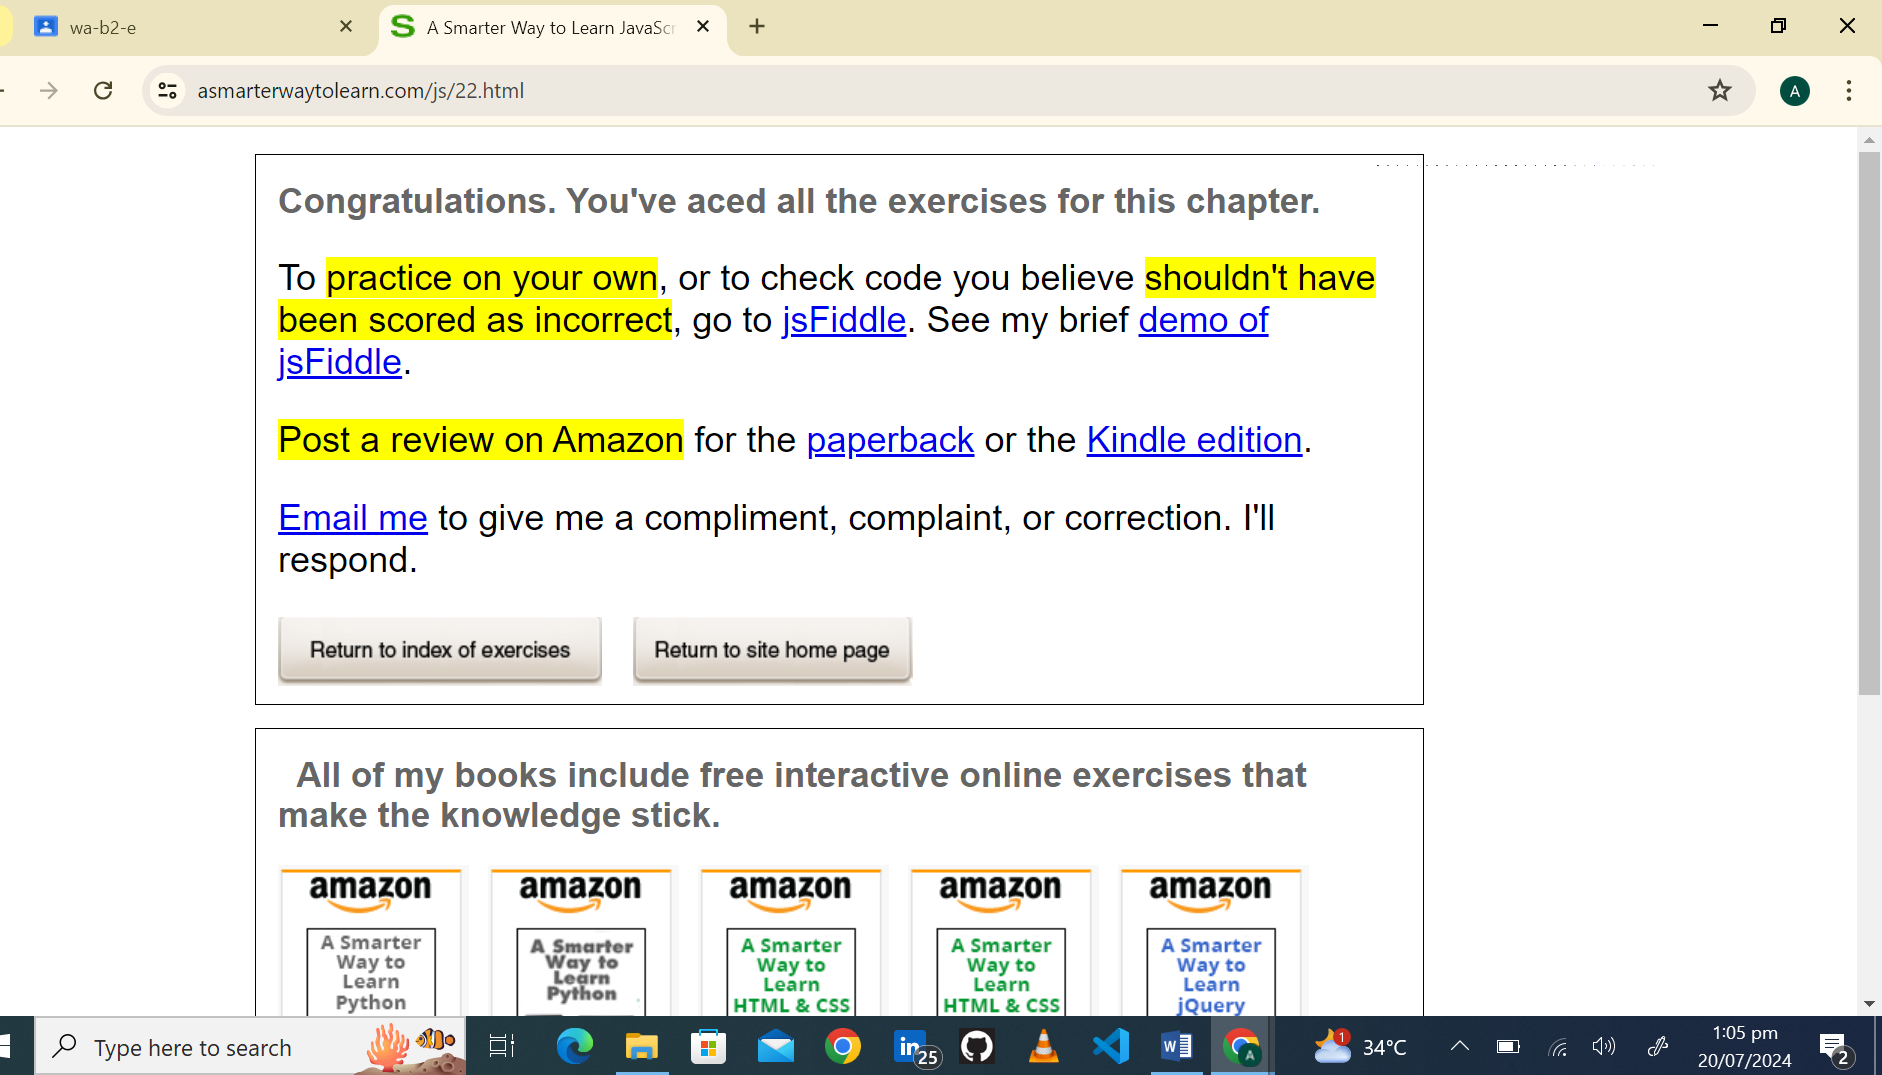 wa-b2-e
A Smarter Way to Learn JavaScr
asmarterwaytolearn.com/js/22.html
A
Congratulations. You've aced all the exercises for this chapter.
To practice on your own, or to check code you believe shouldn't have
been scored as incorrect, go to jsFiddle. See my brief demo of
jsFiddle.
Post a review on Amazon for the paperback or the Kindle edition.
Email me to give me a compliment, complaint, or correction. I'll
respond.
Return to index of exercises
Return to site home page
All of my books include free interactive online exercises that
make the knowledge stick.
amazon amazon amazon amazon amazon
A Smarter
Way to
Learn
Python
A Smarter
Way to
Learn
Python
A Smarter
Way to
Learn
HTML & CSS
A Smarter
Way to
Learn
HTML & CSS
A Smarter
Way to
Learn
jQuery
Type here to search
in
25
W
A
1
34°C
1:05 pm
20/07/2024
2